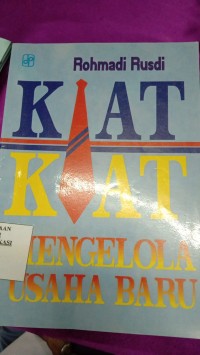 Rohmadi Rusdi
KIAT
KIAT
MENGELOLA
USAHA BARU